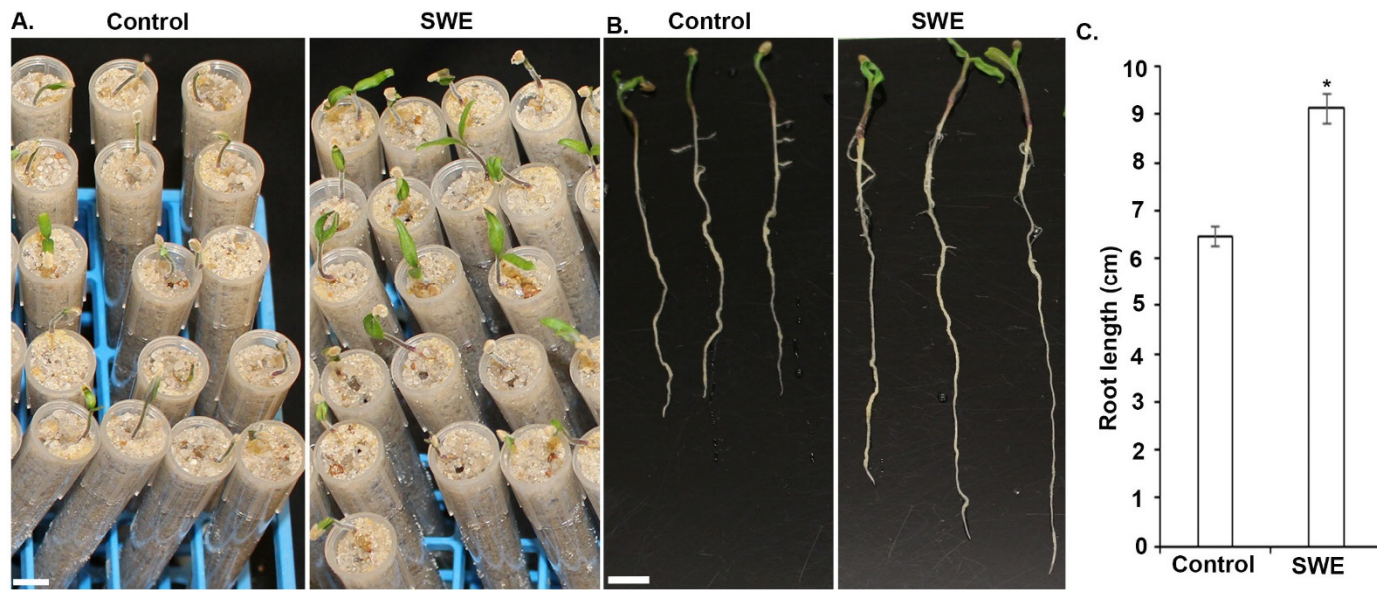 A.
Control
SWE
B.
Control
SWE
C.
Root length (cm)
10
9
8
7
6
5
4
3
2
1
0
*
Control
SWE